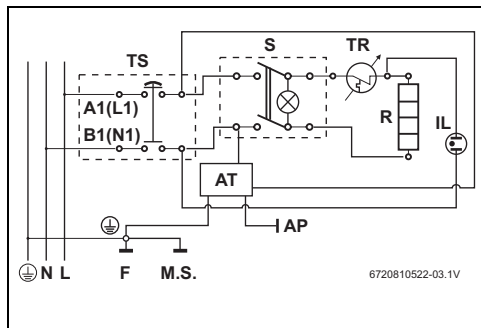 TS S TR
A1(L1)
B1(N1)
R IL
AT
AP
N L F M.S. 6720810522-03.1V